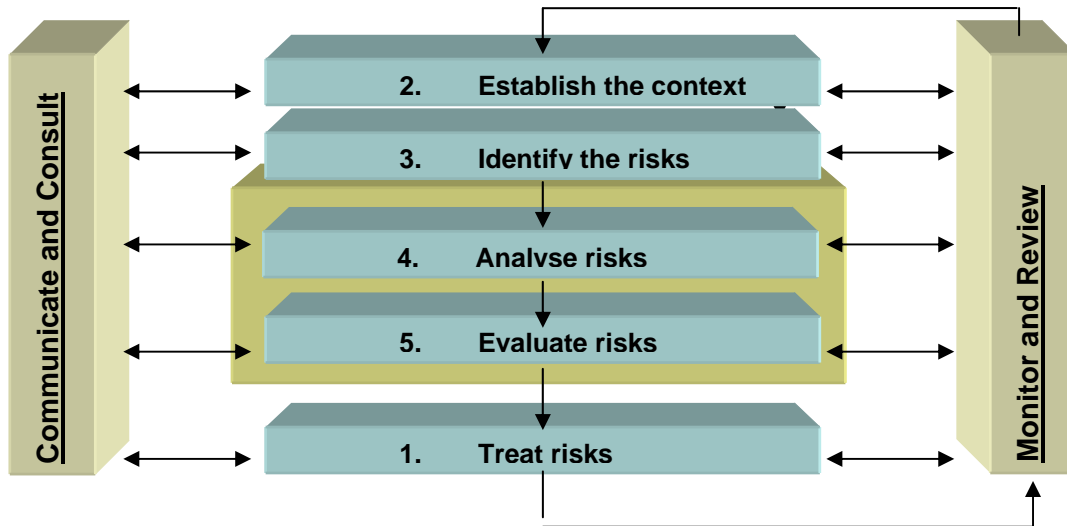 Communicate and Consult
2. Establish the context
3. Identify the risks
4. Analyse risks
5. Evaluate risks
1. Treat risks
Monitor and Review